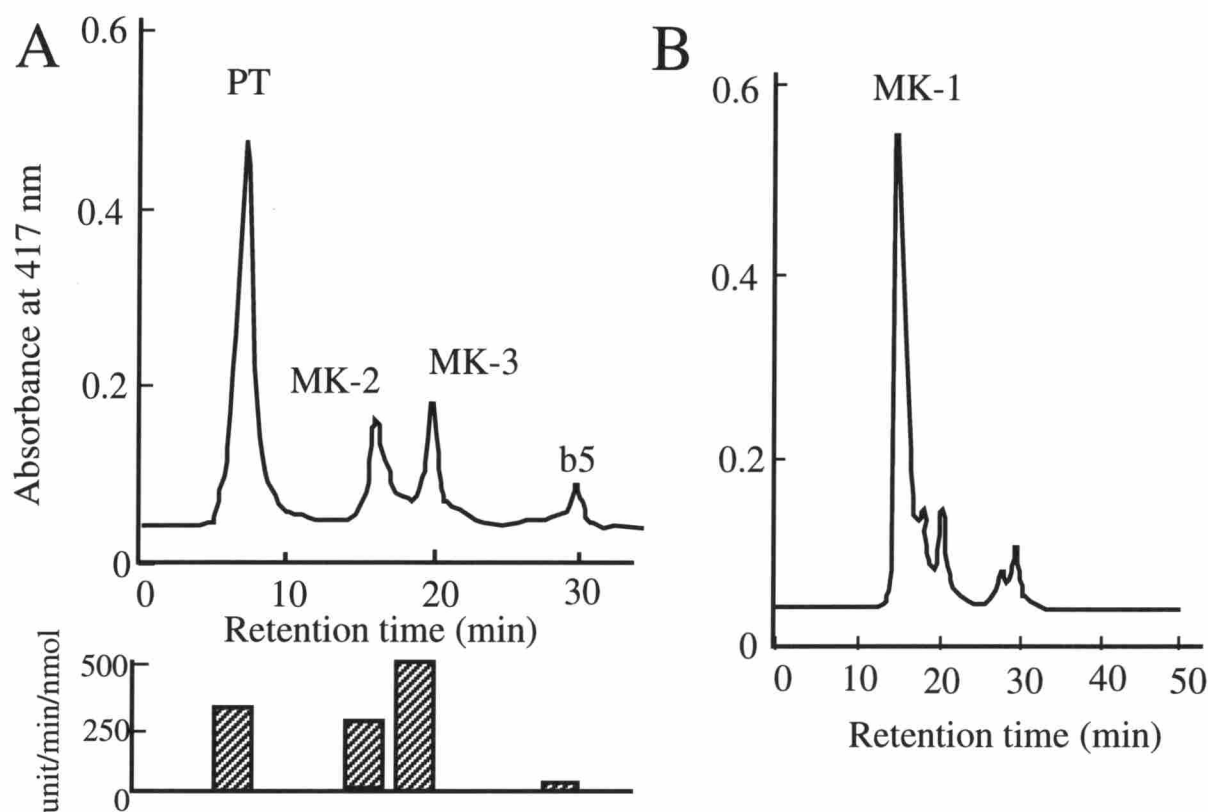 A
Absorbance at 417 nm
0.6
0.4
0.2
0
PT
MK-2
MK-3
b5
0 10 20 30
Retention time (min)
unit/min/nmol
500
250
0
B
0.6
0.4
0.2
0
MK-1
0 10 20 30 40 50
Retention time (min)